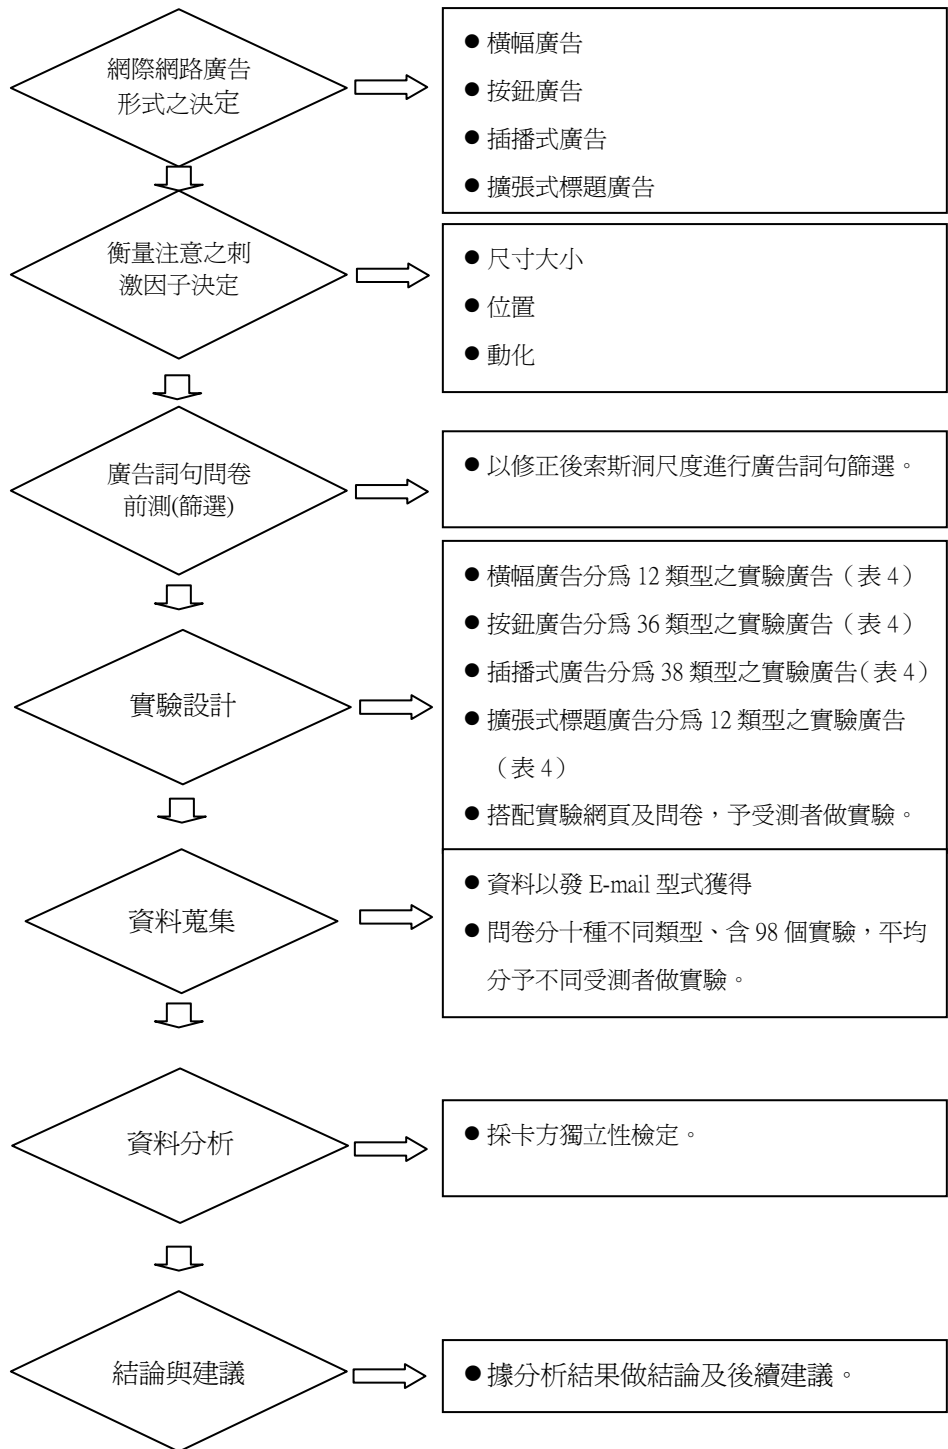 網際網路廣告
形式之決定
● 橫幅廣告
● 按鈕廣告
● 插播式廣告
● 擴張式標題廣告
衡量注意之刺
激因子決定
● 尺寸大小
● 位置
● 動化
廣告詞句問卷
前測(篩選)
● 以修正後索斯洞尺度進行廣告詞句篩選。
實驗設計
● 橫幅廣告分爲 12 類型之實驗廣告（表 4）
● 按鈕廣告分爲 36 類型之實驗廣告（表 4）
● 插播式廣告分爲 38 類型之實驗廣告（表 4）
● 擴張式標題廣告分爲 12 類型之實驗廣告
（表 4）
● 搭配實驗網頁及問卷，予受測者做實驗。
資料蒐集
● 資料以發 E-mail 型式獲得
● 問卷分十種不同類型、含 98 個實驗，平均
分予不同受測者做實驗。
資料分析
● 採卡方獨立性檢定。
結論與建議
● 據分析結果做結論及後續建議。